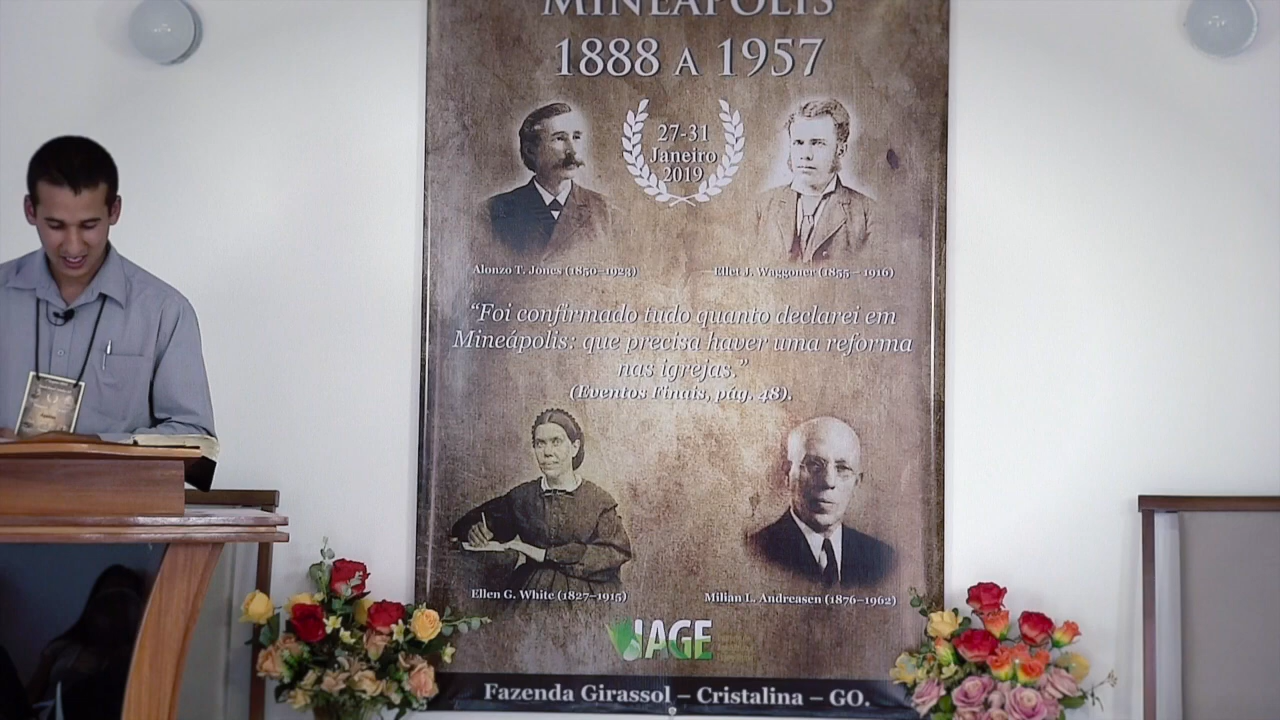 MINEÁPOLIS
1888 A 1957
27-31
Janeiro
2019
Alonzo T. Jones (1850–1923)
Ellet J. Waggoner (1855 – 1916)
“Foi confirmado tudo quanto declarei em
Mineápolis: que precisa haver uma reforma
nas igrejas.”
(Eventos Finais, pág. 48).
Ellen G. White (1827–1915)
Milian L. Andreasen (1876–1962)
IAGE
Fazenda Girassol – Cristalina – GO.